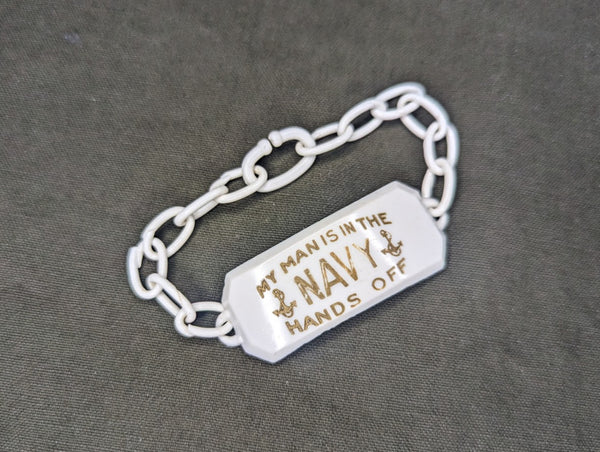 MY MAN IS IN THE
NAVY
HANDS OFF